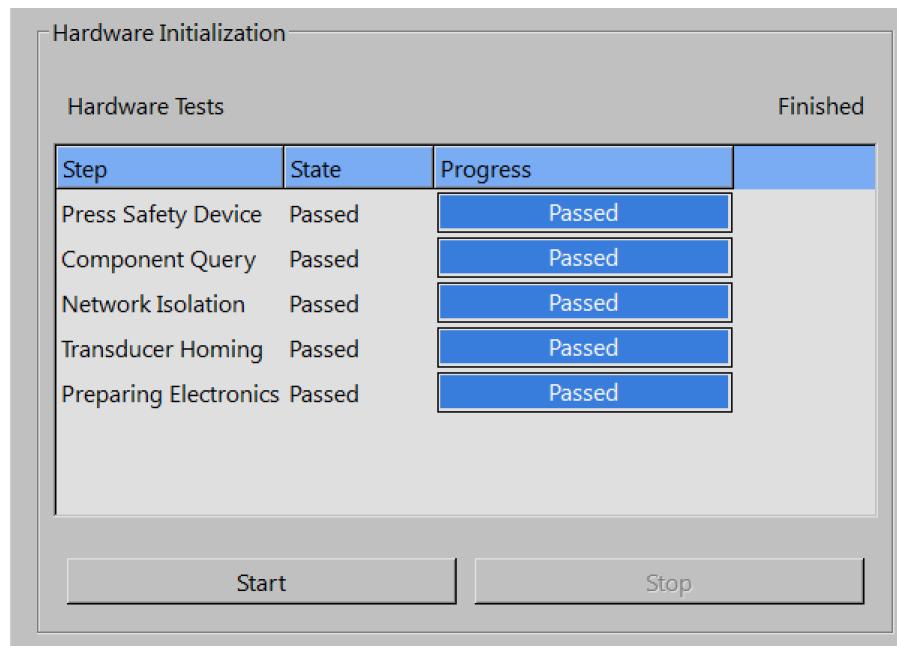 Hardware Initialization
Hardware Tests Finished
Step State Progress
Press Safety Device Passed Passed
Component Query Passed Passed
Network Isolation Passed Passed
Transducer Homing Passed Passed
Preparing Electronics Passed Passed
Start Stop